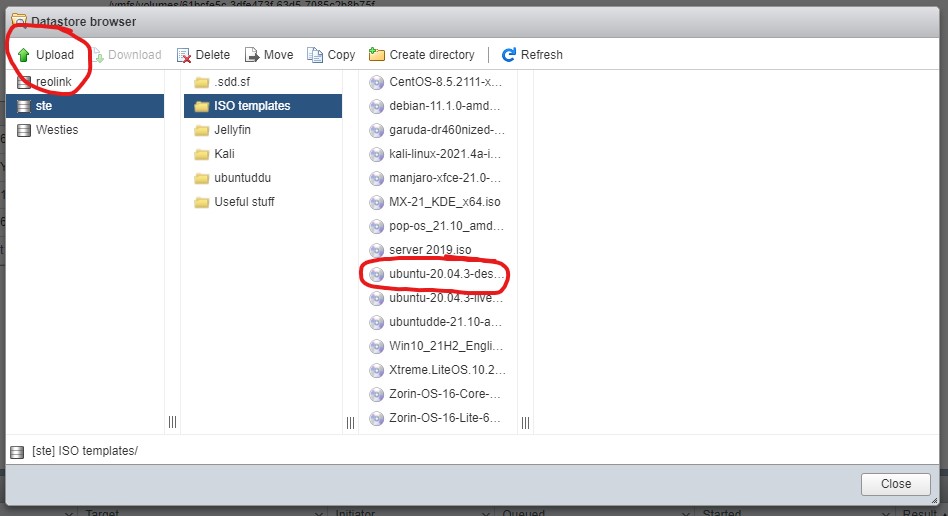 /vmfs/volumes/61bcfe5c-3dfe473f-63d5-7085c2b8b75f
Datastore browser
Upload Download Delete Move Copy Create directory Refresh
reolink
ste
Westies
.sdd.sf
ISO templates
Jellyfin
Kali
ubuntuddu
Useful stuff
CentOS-8.5.2111-x...
debian-11.1.0-amd...
garuda-dr460nized-...
kali-linux-2021.4a-i...
manjaro-xfce-21.0-...
MX-21_KDE_x64.iso
pop-os_21.10_amd...
server 2019.iso
ubuntu-20.04.3-des...
ubuntu-20.04.3-live...
ubuntudde-21.10-a...
Win10_21H2_Engli...
Xtreme.LiteOS.10.2...
Zorin-OS-16-Core-...
Zorin-OS-16-Lite-6...
[ste] ISO templates/
Close
Target Initiator Queued Started Result